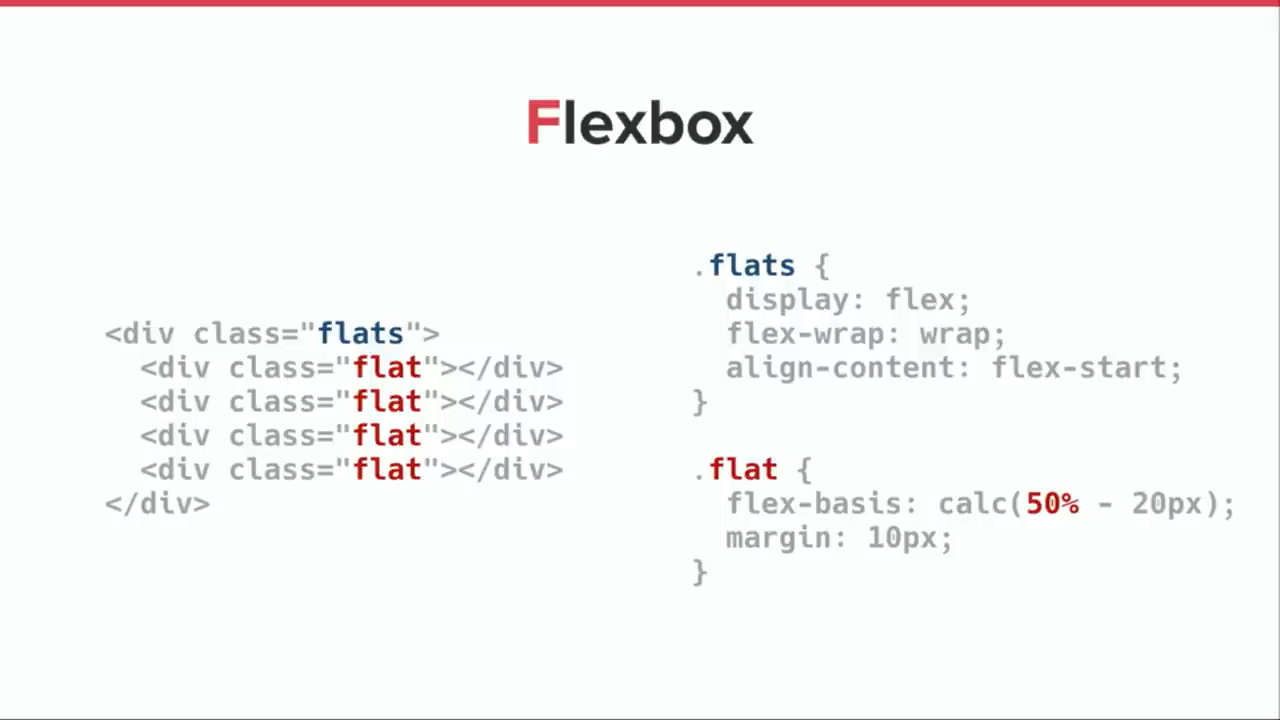 Flexbox
<div class="flats">
  <div class="flat"></div>
  <div class="flat"></div>
  <div class="flat"></div>
  <div class="flat"></div>
</div>
.flats {
  display: flex;
  flex-wrap: wrap;
  align-content: flex-start;
}
.flat {
  flex-basis: calc(50% - 20px);
  margin: 10px;
}